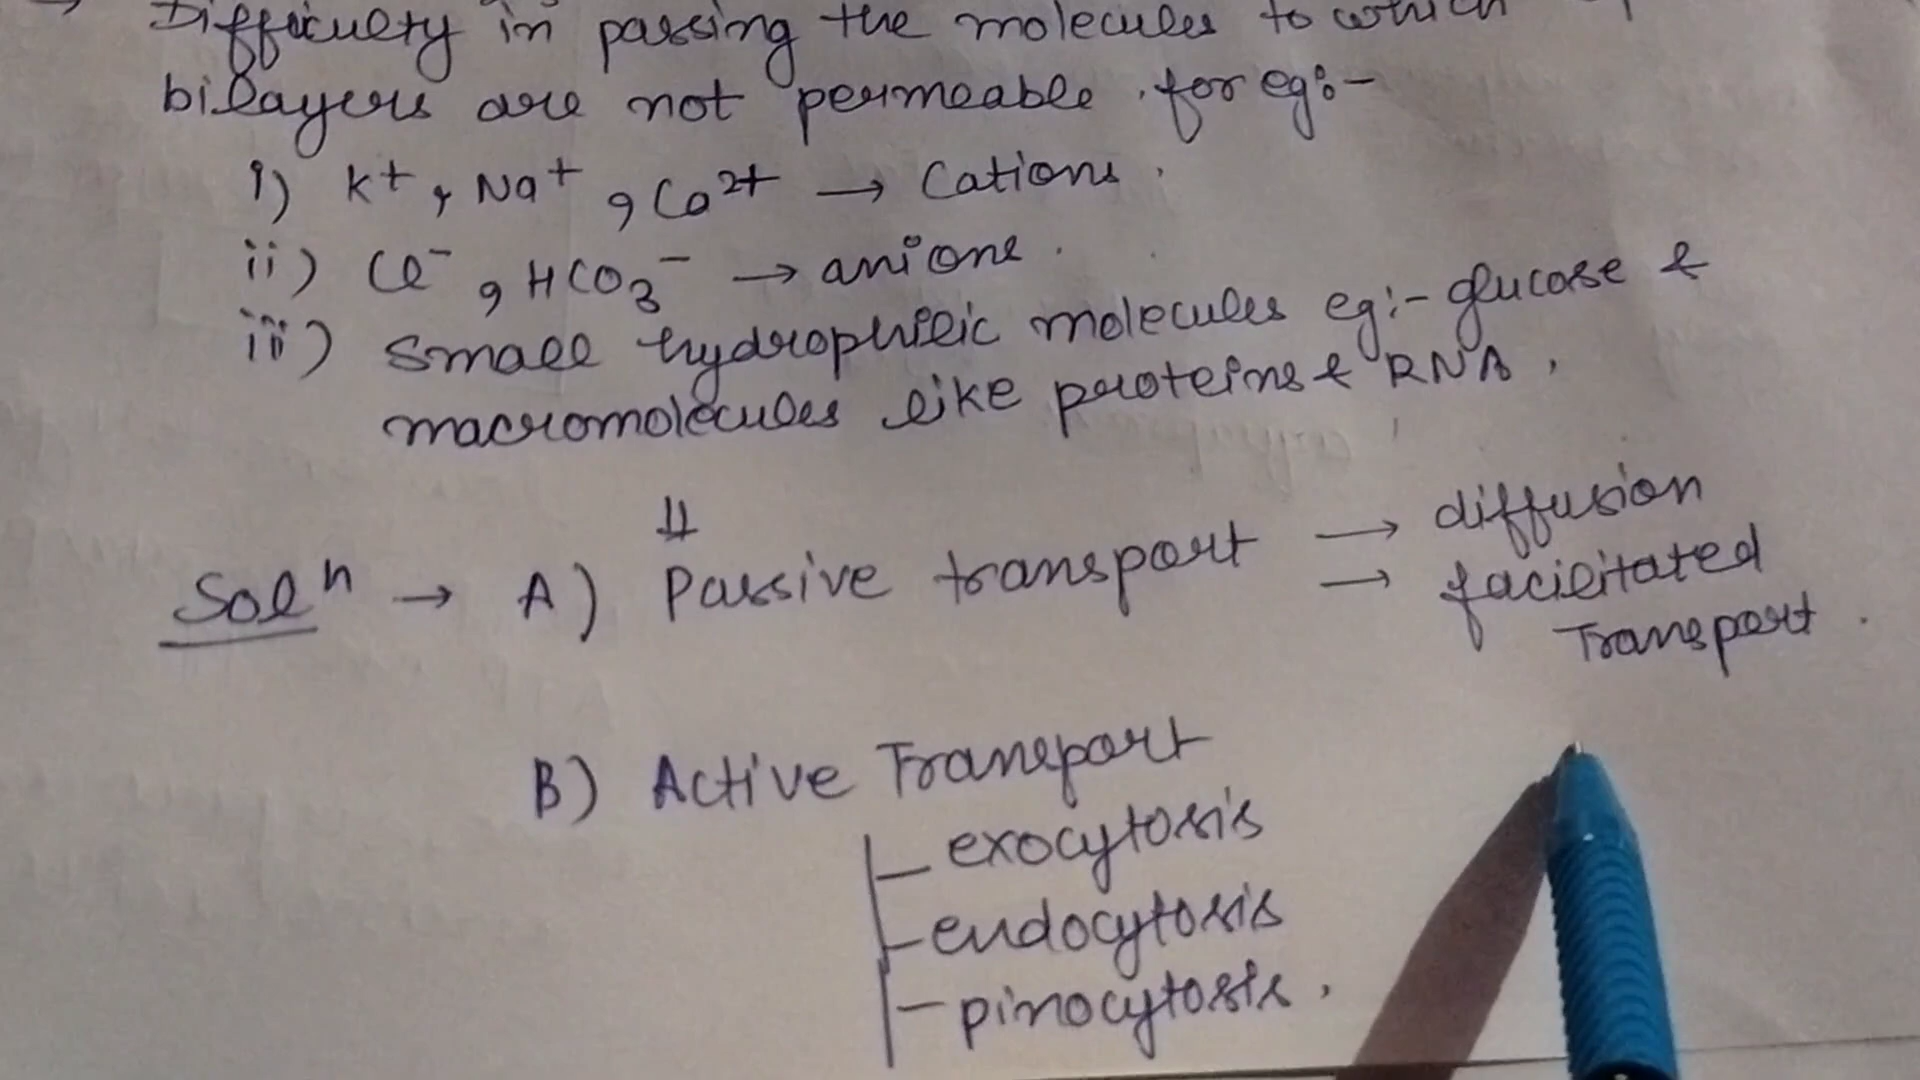 Difficulty in passing the molecules to which
bilayers are not permeable. for eg:-
i) K+, Na+, Ca2+ → Cations.
ii) Cl-, HCO3- → anions.
iii) Small hydrophilic molecules eg:- glucose &
macromolecules like proteins & RNA.
⇓
Solⁿ → A) Passive transport → diffusion
→ facilitated
Transport.
B) Active Transport
exocytosis
endocytosis
pinocytosis.